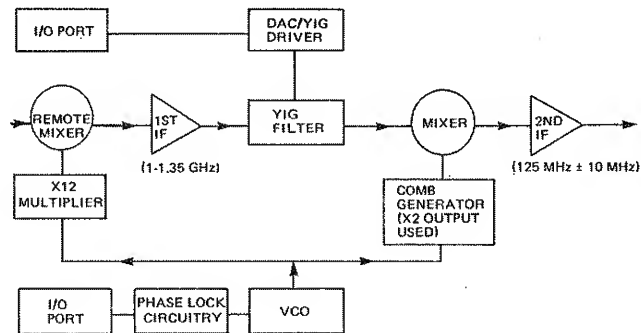 I/O PORT
DAC/YIG
DRIVER
REMOTE
MIXER
1ST
IF
YIG
FILTER
MIXER
2ND
IF
(1-1.35 GHz)
(125 MHz ± 10 MHz)
X12
MULTIPLIER
COMB
GENERATOR
(X2 OUTPUT
USED)
I/O
PORT
PHASE LOCK
CIRCUITRY
VCO